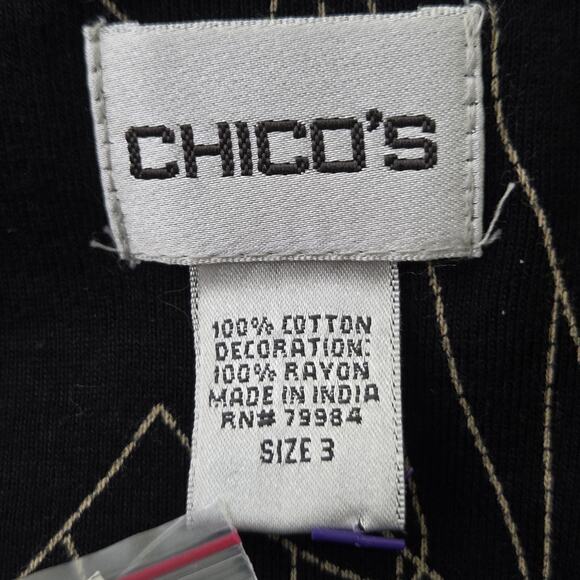 CHICO'S
100% COTTON
DECORATION:
100% RAYON
MADE IN INDIA
RN# 79984
SIZE 3